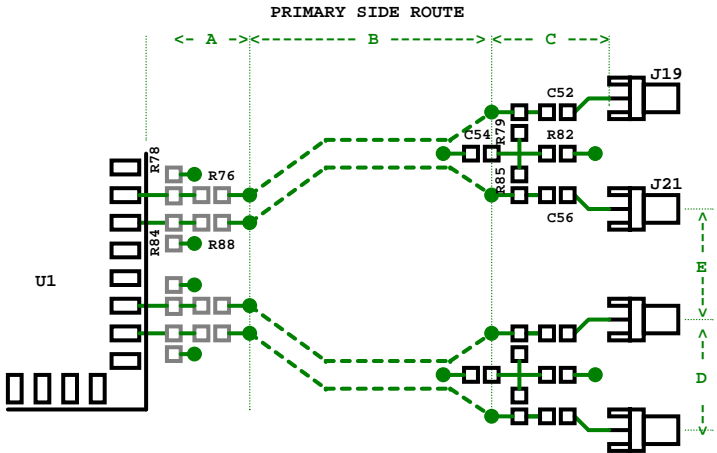 PRIMARY SIDE ROUTE
<- A ->
<---- B ------->
<-- C --->
J19
C52
R79
C54
R82
R78
R76
R85
J21
C56
R84
R88
U1
E
D